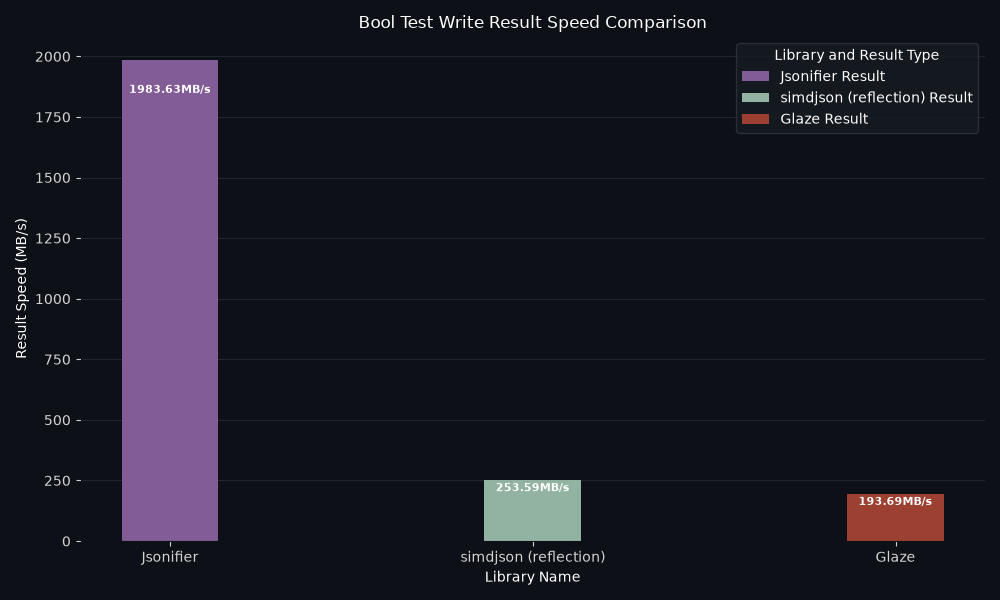 Bool Test Write Result Speed Comparison
Library and Result Type
Jsonifier Result
simdjson (reflection) Result
Glaze Result
Result Speed (MB/s)
2000
1750
1500
1250
1000
750
500
250
0
1983.63MB/s
253.59MB/s
193.69MB/s
Jsonifier
simdjson (reflection)
Glaze
Library Name